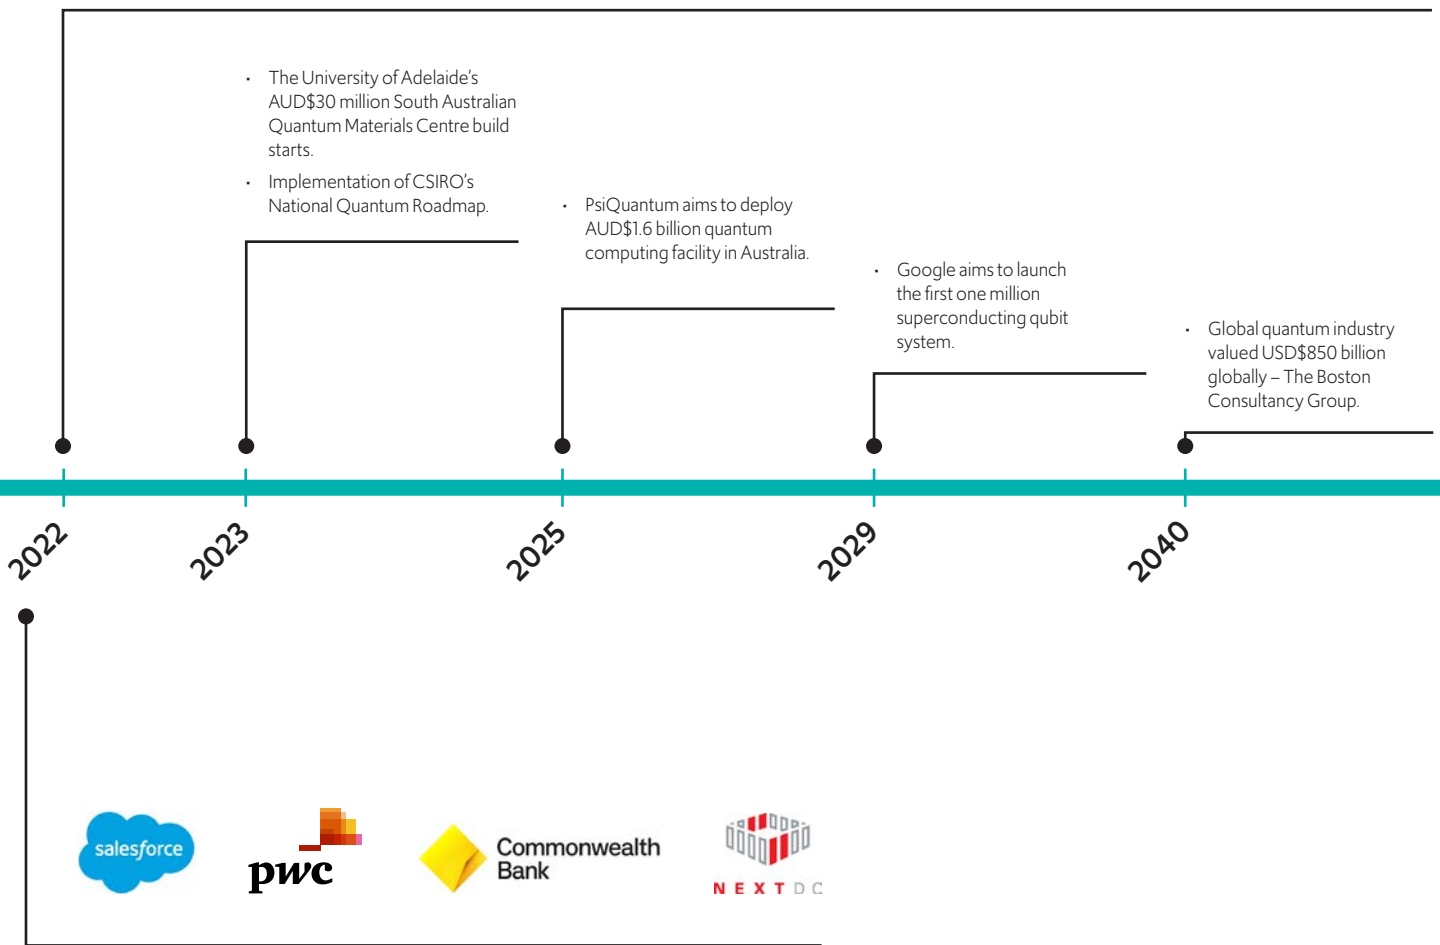 • The University of Adelaide's
AUD$30 million South Australian
Quantum Materials Centre build
starts.
• Implementation of CSIRO's
National Quantum Roadmap.
• PsiQuantum aims to deploy
AUD$1.6 billion quantum
computing facility in Australia.
• Google aims to launch
the first one million
superconducting qubit
system.
• Global quantum industry
valued USD$850 billion
globally – The Boston
Consultancy Group.
2022
2023
2025
2029
2040
salesforce
pwc
Commonwealth
Bank
NEXTDC